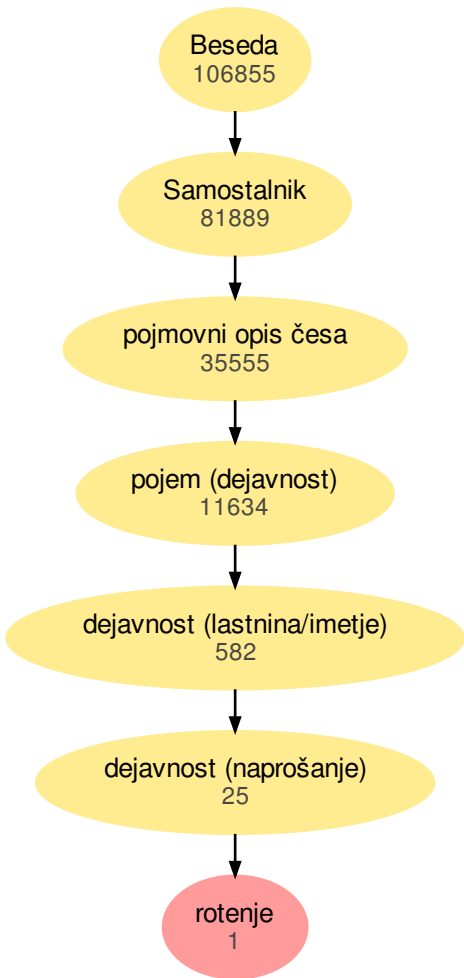 Beseda
106855
Samostalnik
81889
pojmovni opis česa
35555
pojem (dejavnost)
11634
dejavnost (lastnina/imetje)
582
dejavnost (naprošanje)
25
rotenje
1